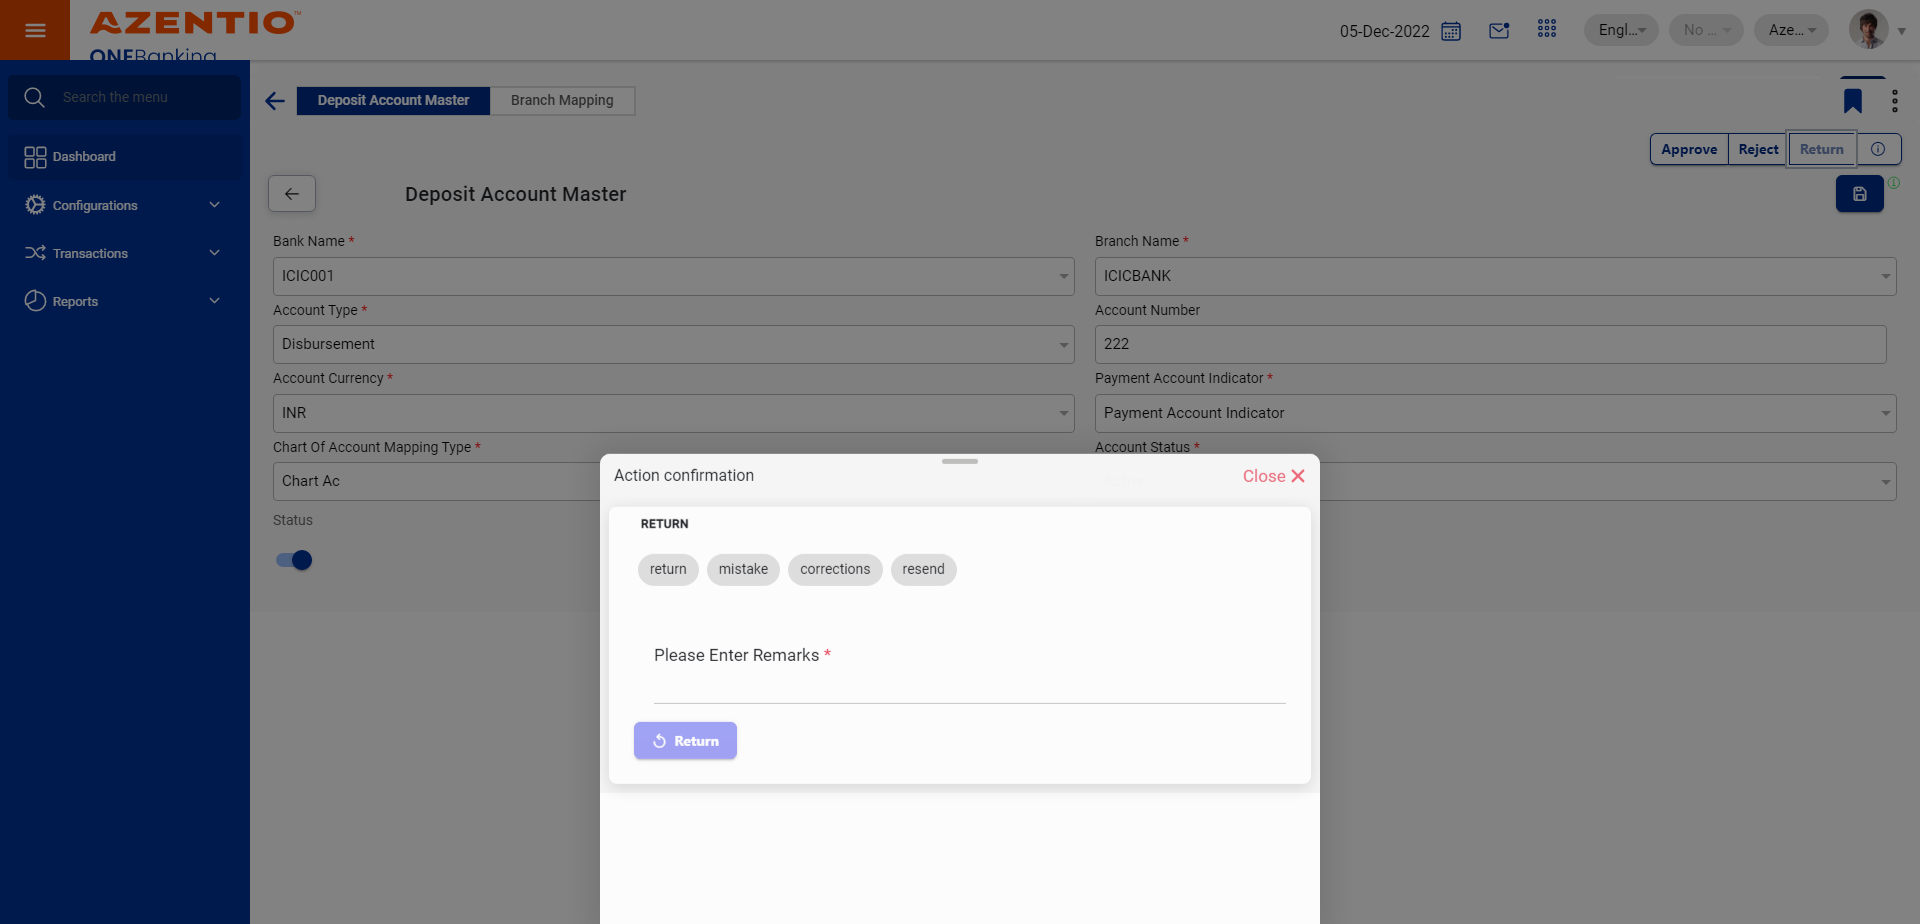 AZENTIO™
ONEBanking
05-Dec-2022
Engl...
No ...
Aze...
Search the menu
Dashboard
Configurations
Transactions
Reports
Deposit Account Master
Branch Mapping
Approve
Reject
Return
Deposit Account Master
Bank Name *
Branch Name *
ICIC001
ICICBANK
Account Type *
Account Number
Disbursement
222
Account Currency *
Payment Account Indicator *
INR
Payment Account Indicator
Chart Of Account Mapping Type *
Account Status *
Chart Ac
Status
Action confirmation
Close
RETURN
return
mistake
corrections
resend
Please Enter Remarks *
Return